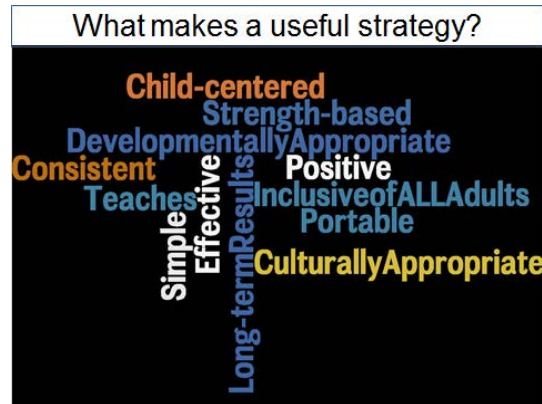 What makes a useful strategy?
Child-centered
Strength-based
DevelopmentallyAppropriate
Consistent
Positive
Teaches
InclusiveofALLAdults
Portable
Simple
Effective
Long-termResults
CulturallyAppropriate